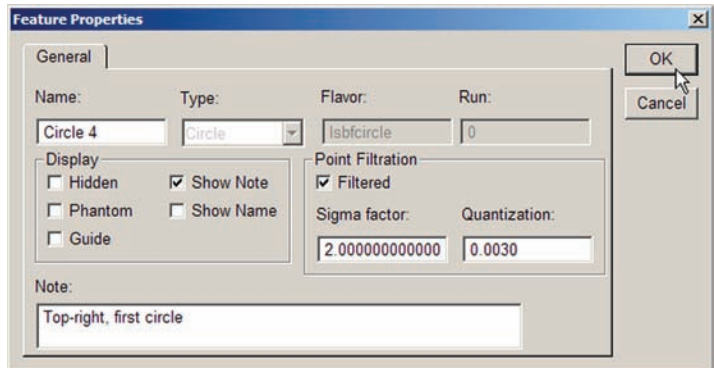 Feature Properties
General
OK
Cancel
Name: Type: Flavor: Run:
Circle 4 Circle lsbfcircle 0
Display Point Filtration
Hidden Show Note Filtered
Phantom Show Name Sigma factor: Quantization:
Guide 2.000000000000 0.0030
Note:
Top-right, first circle